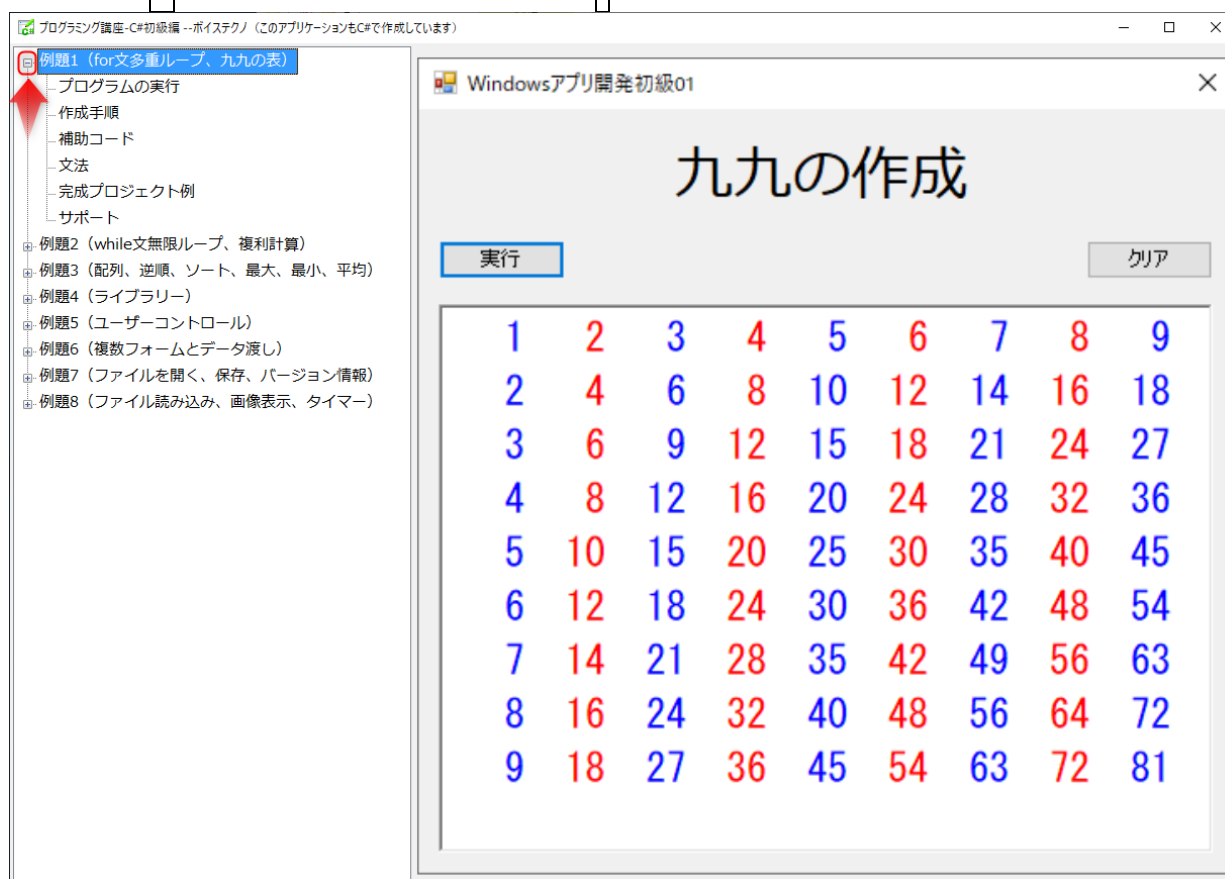 プログラミング講座-C#初級編 --ボイステクノ（このアプリケーションもC#で作成しています）
例題1（for文多重ループ、九九の表）
プログラムの実行
作成手順
補助コード
文法
完成プロジェクト例
サポート
例題2（while文無限ループ、複利計算）
例題3（配列、逆順、ソート、最大、最小、平均）
例題4（ライブラリー）
例題5（ユーザーコントロール）
例題6（複数フォームとデータ渡し）
例題7（ファイルを開く、保存、バージョン情報）
例題8（ファイル読み込み、画像表示、タイマー）
Windowsアプリ開発初級01
九九の作成
実行 クリア
1 2 3 4 5 6 7 8 9
2 4 6 8 10 12 14 16 18
3 6 9 12 15 18 21 24 27
4 8 12 16 20 24 28 32 36
5 10 15 20 25 30 35 40 45
6 12 18 24 30 36 42 48 54
7 14 21 28 35 42 49 56 63
8 16 24 32 40 48 56 64 72
9 18 27 36 45 54 63 72 81